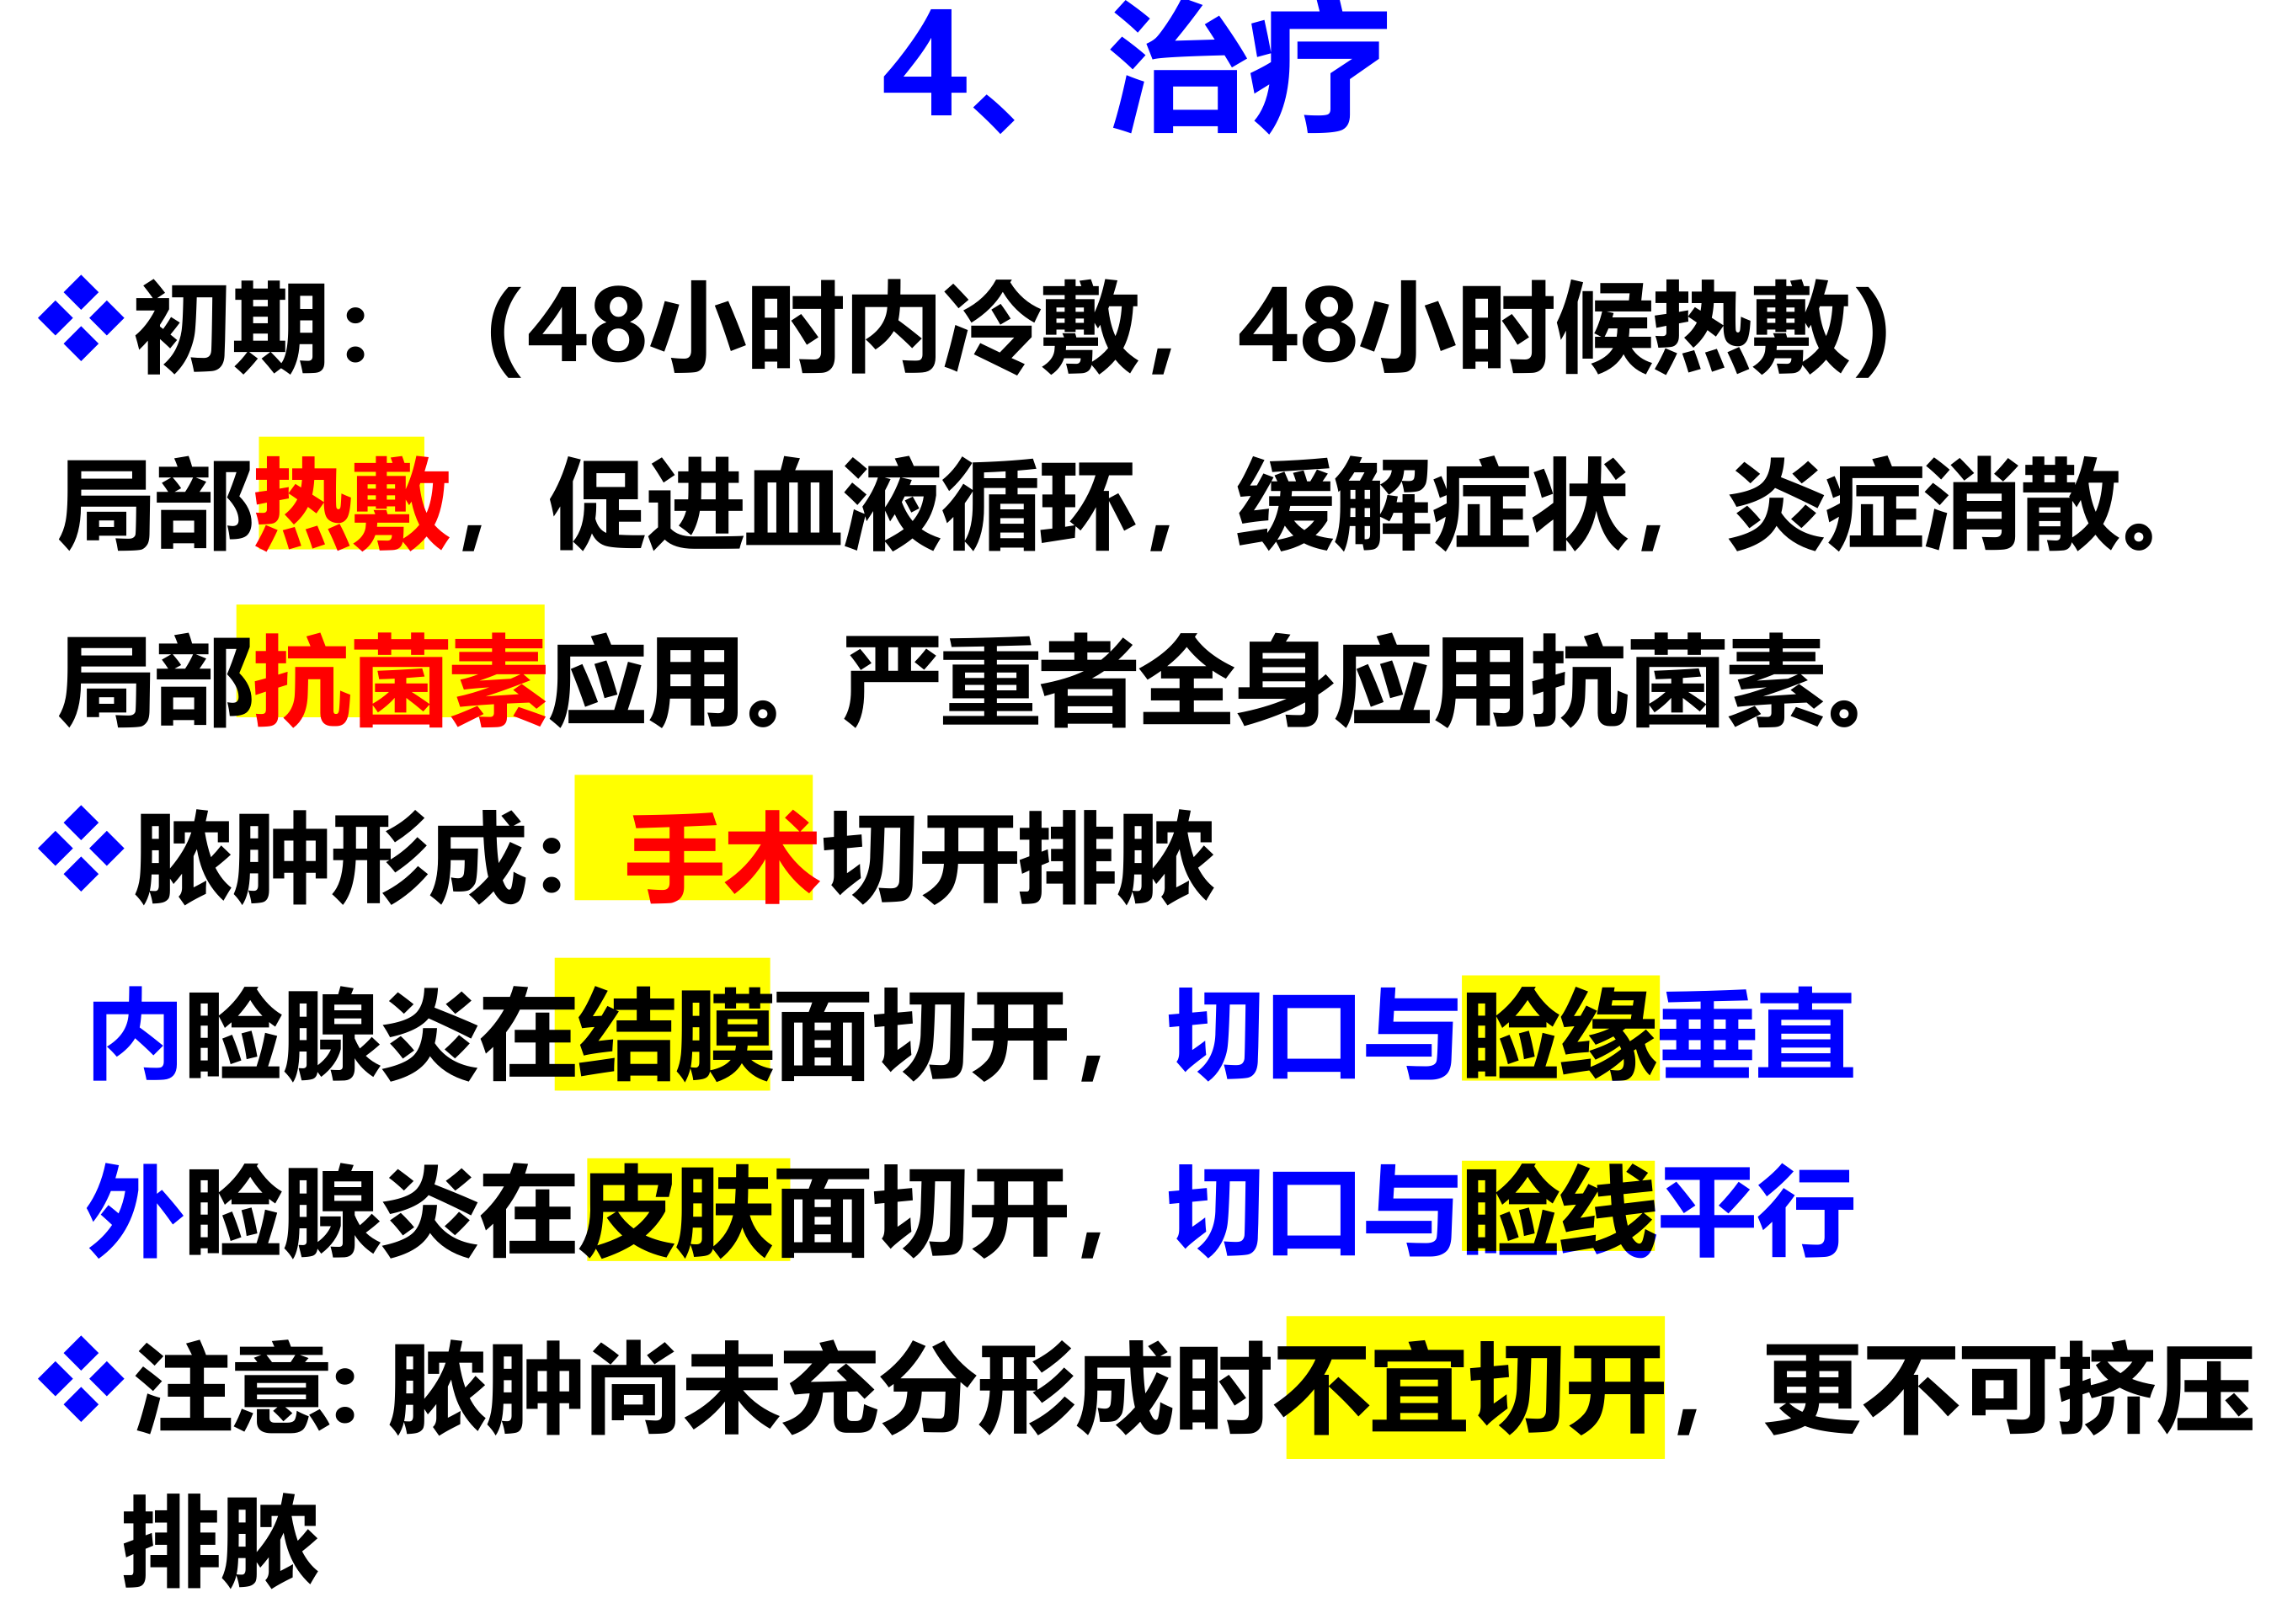 4、治疗
初期： (48小时内冷敷，48小时候热敷)
局部热敷，促进血液循环，缓解症状，炎症消散。
局部抗菌素应用。严重者全身应用抗菌素。
脓肿形成：手术切开排脓
内睑腺炎在结膜面切开，切口与睑缘垂直
外睑腺炎在皮肤面切开，切口与睑线平行
注意：脓肿尚未充分形成时不宜切开，更不可挤压
排脓